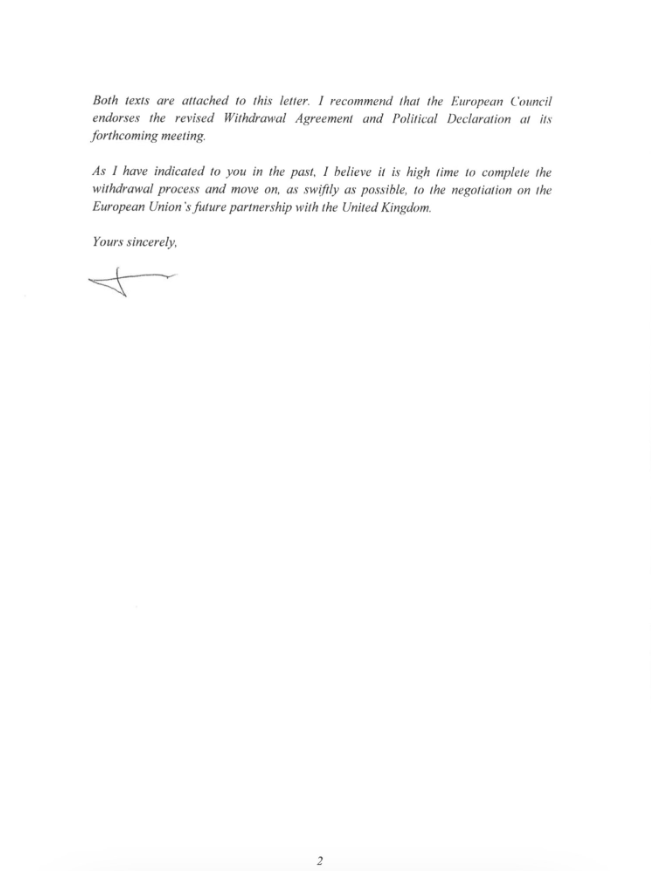 Both texts are attached to this letter. I recommend that the European Council
endorses the revised Withdrawal Agreement and Political Declaration at its
forthcoming meeting.
As I have indicated to you in the past, I believe it is high time to complete the
withdrawal process and move on, as swiftly as possible, to the negotiation on the
European Union's future partnership with the United Kingdom.
Yours sincerely,
2